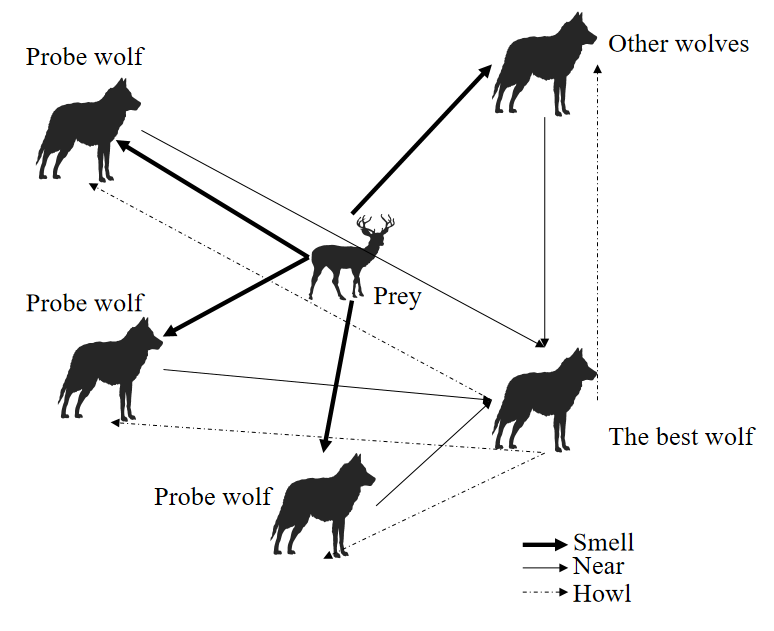 Other wolves
Probe wolf
Prey
Probe wolf
The best wolf
Probe wolf
Smell
Near
Howl